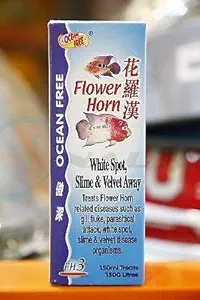 OCEAN FREE
OCEAN FREE
Flower
Horn
花羅漢
White Spot,
Slime & Velvet Away
Treats Flower Horn
related diseases such as
gill fluke, parasitical
attack, white spot,
slime & velvet disease
organisms.
FH3
150ml Treats
1500 Litres